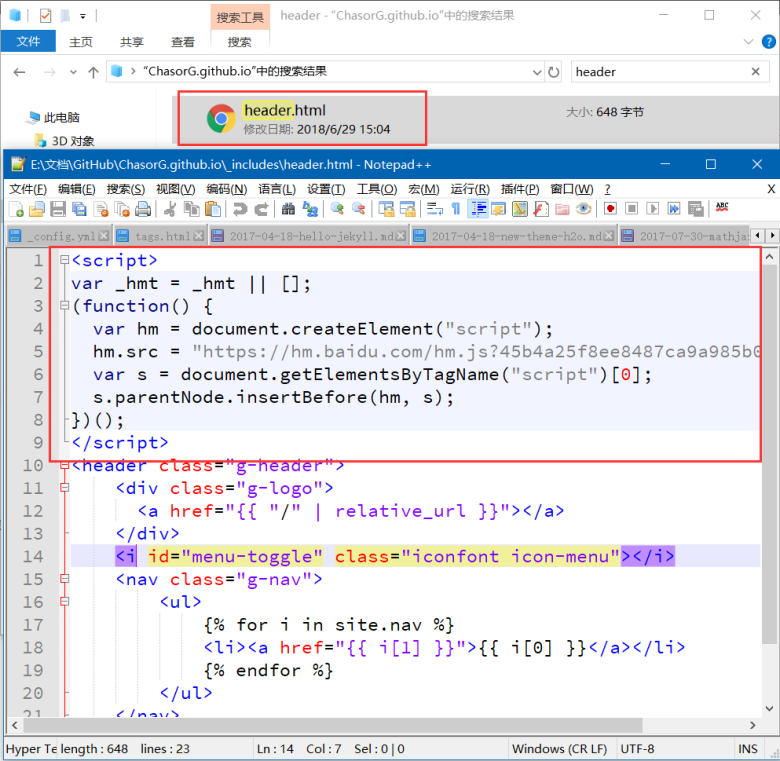 搜索工具
header - "ChasorG.github.io"中的搜索结果
文件 主页 共享 查看 搜索
"ChasorG.github.io"中的搜索结果
header
此电脑
3D 对象
header.html
修改日期: 2018/6/29 15:04
大小: 648 字节
E:\文档\GitHub\ChasorG.github.io\_includes\header.html - Notepad++
文件(F) 编辑(E) 搜索(S) 视图(V) 编码(N) 语言(L) 设置(T) 工具(O) 宏(M) 运行(R) 插件(P) 窗口(W) ? X
ABC
_config.yml tags.html 2017-04-18-hello-jekyll.md 2017-04-18-new-theme-h2o.md 2017-07-30-mathja
1 <script>
2 var _hmt = _hmt || [];
3 (function() {
4 var hm = document.createElement("script");
5 hm.src = "https://hm.baidu.com/hm.js?45b4a25f8ee8487ca9a985b0
6 var s = document.getElementsByTagName("script")[0];
7 s.parentNode.insertBefore(hm, s);
8 })();
9 </script>
10 <header class="g-header">
11 <div class="g-logo">
12 <a href="{{ "/" | relative_url }}"></a>
13 </div>
14 <i id="menu-toggle" class="iconfont icon-menu"></i>
15 <nav class="g-nav">
16 <ul>
17 {% for i in site.nav %}
18 <li><a href="{{ i[1] }}">{{ i[0] }}</a></li>
19 {% endfor %}
20 </ul>
21 </nav>
Hyper Te length : 648 lines : 23 Ln : 14 Col : 7 Sel : 0 | 0 Windows (CR LF) UTF-8 INS